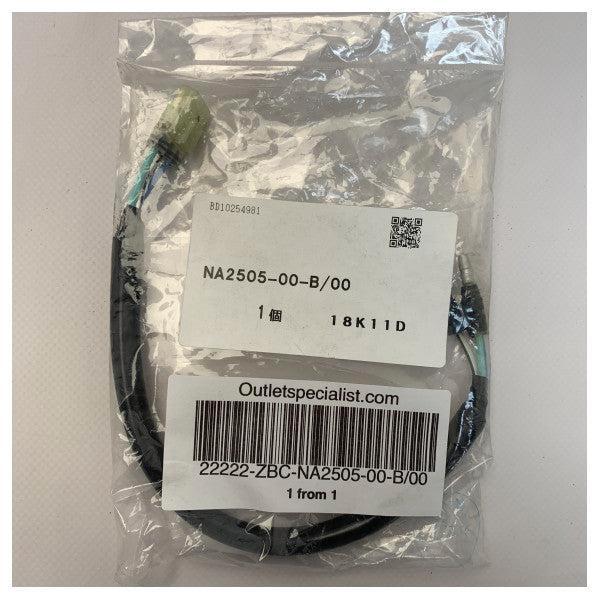 BD10254981
NA2505-00-B/00
1個 18K11D
Outletspecialist.com
22222-ZBC-NA2505-00-B/00
1 from 1